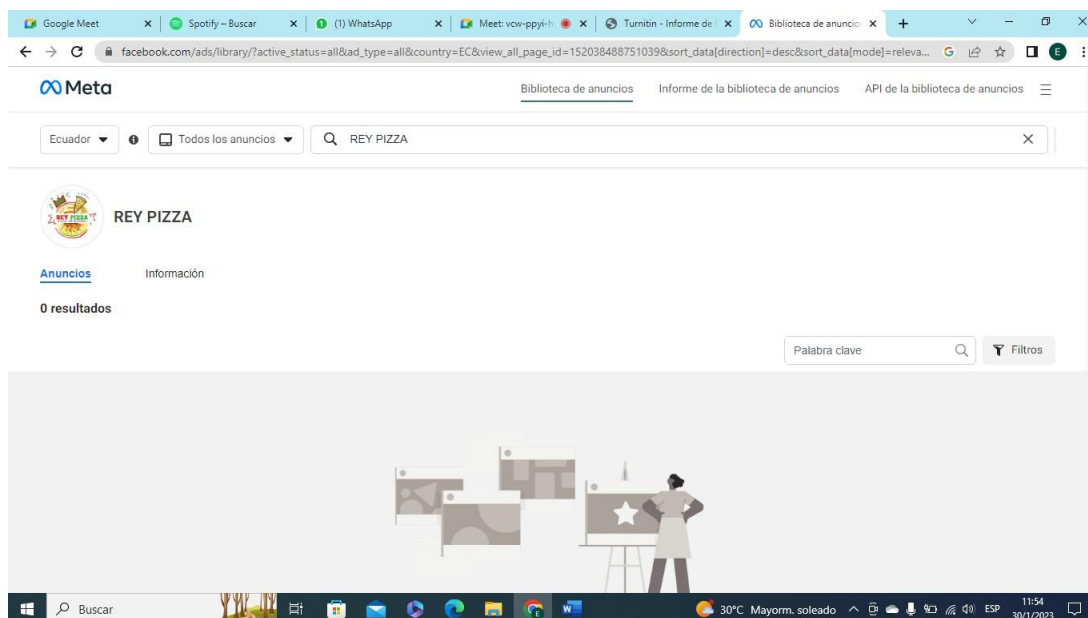 Google Meet
Spotify – Buscar
(1) WhatsApp
Meet: vcw-ppyi-h
Turnitin - Informe de
Biblioteca de anuncio
facebook.com/ads/library/?active_status=all&ad_type=all&country=EC&view_all_page_id=152038488751039&sort_data[direction]=desc&sort_data[mode]=releva...
E
Meta
Biblioteca de anuncios
Informe de la biblioteca de anuncios
API de la biblioteca de anuncios
Ecuador
Todos los anuncios
REY PIZZA
REY PIZZA
REY PIZZA
Anuncios
Información
0 resultados
Palabra clave
Filtros
Buscar
30°C Mayorm. soleado
ESP
11:54
30/1/2023